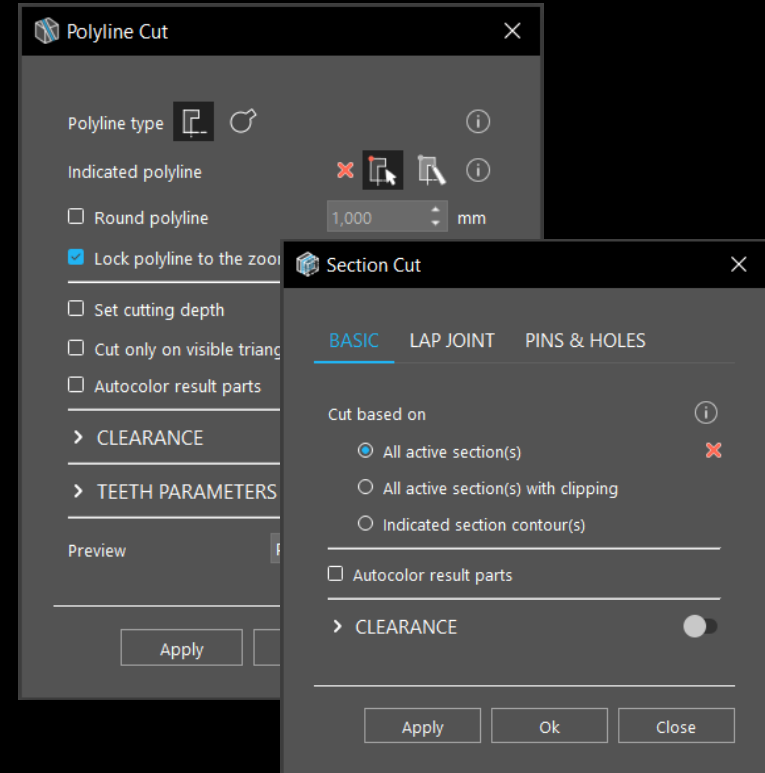 Polyline Cut
Polyline type
Indicated polyline
Round polyline 1,000 mm
Lock polyline to the
Set cutting depth
Cut only on visible
Autocolor result parts
CLEARANCE
TEETH PARAMETERS
Preview
Apply
Section Cut
BASIC LAP JOINT PINS & HOLES
Cut based on
All active section(s)
All active section(s) with clipping
Indicated section contour(s)
Autocolor result parts
CLEARANCE
Apply Ok Close